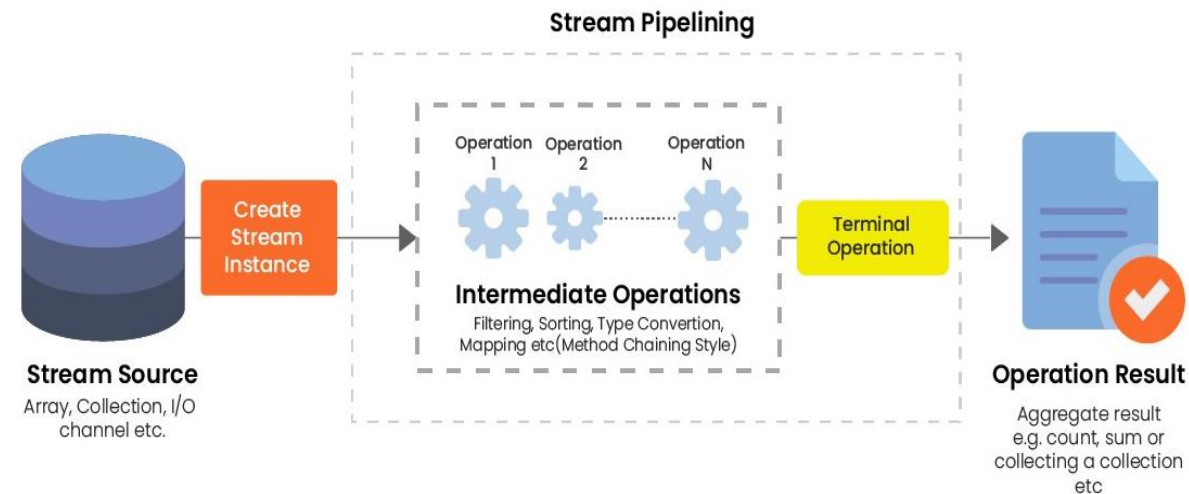 Stream Pipelining
Create
Stream
Instance
Operation
1
Operation
2
Operation
N
Intermediate Operations
Filtering, Sorting, Type Convertion,
Mapping etc(Method Chaining Style)
Terminal
Operation
Stream Source
Array, Collection, I/O
channel etc.
Operation Result
Aggregate result
e.g. count, sum or
collecting a collection
etc